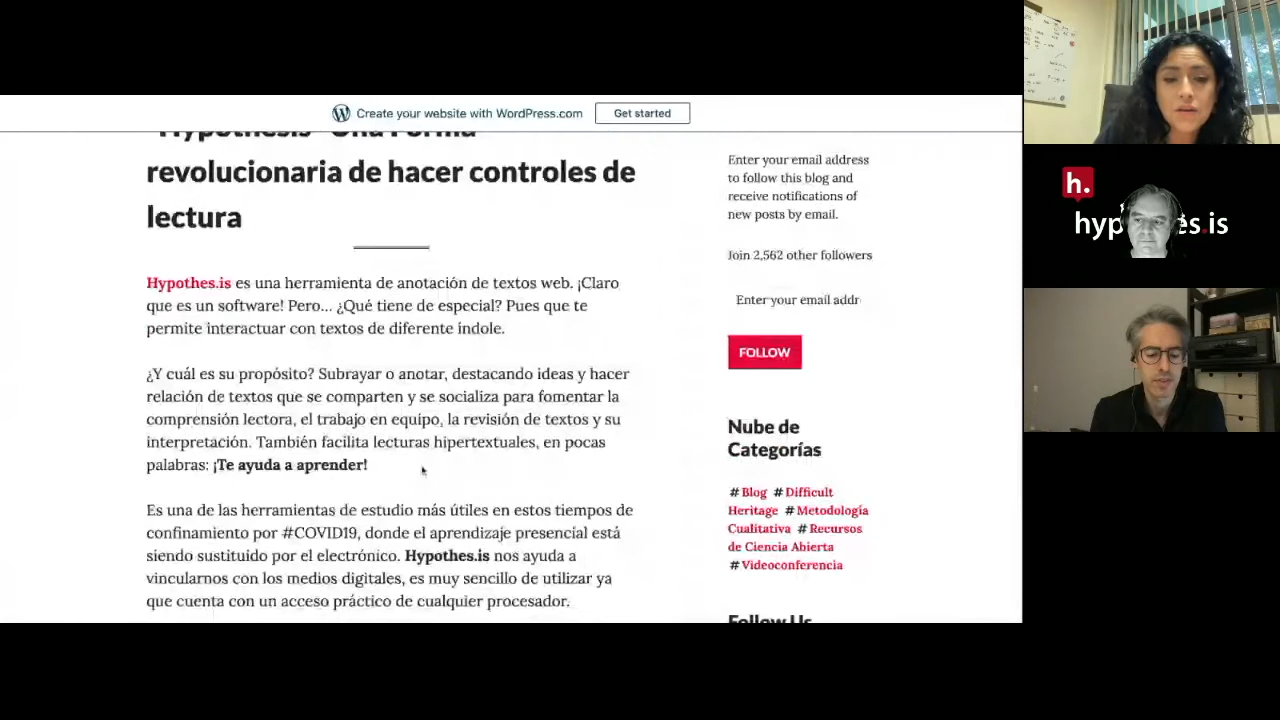 Create your website with WordPress.com
Get started
Hypothesis Una Forma
revolucionaria de hacer controles de
lectura
Hypothes.is es una herramienta de anotación de textos web. ¡Claro
que es un software! Pero… ¿Qué tiene de especial? Pues que te
permite interactuar con textos de diferente índole.
¿Y cuál es su propósito? Subrayar o anotar, destacando ideas y hacer
relación de textos que se comparten y se socializa para fomentar la
comprensión lectora, el trabajo en equipo, la revisión de textos y su
interpretación. También facilita lecturas hipertextuales, en pocas
palabras: ¡Te ayuda a aprender!
Es una de las herramientas de estudio más útiles en estos tiempos de
confinamiento por #COVID19, donde el aprendizaje presencial está
siendo sustituido por el electrónico. Hypothes.is nos ayuda a
vincularnos con los medios digitales, es muy sencillo de utilizar ya
que cuenta con un acceso práctico de cualquier procesador.
Enter your email address
to follow this blog and
receive notifications of
new posts by email.
Join 2,562 other followers
Enter your email addr
FOLLOW
Nube de
Categorías
#Blog #Difficult
Heritage #Metodología
Cualitativa #Recursos
de Ciencia Abierta
#Videoconferencia
Follow Us
h.
hyp es.is